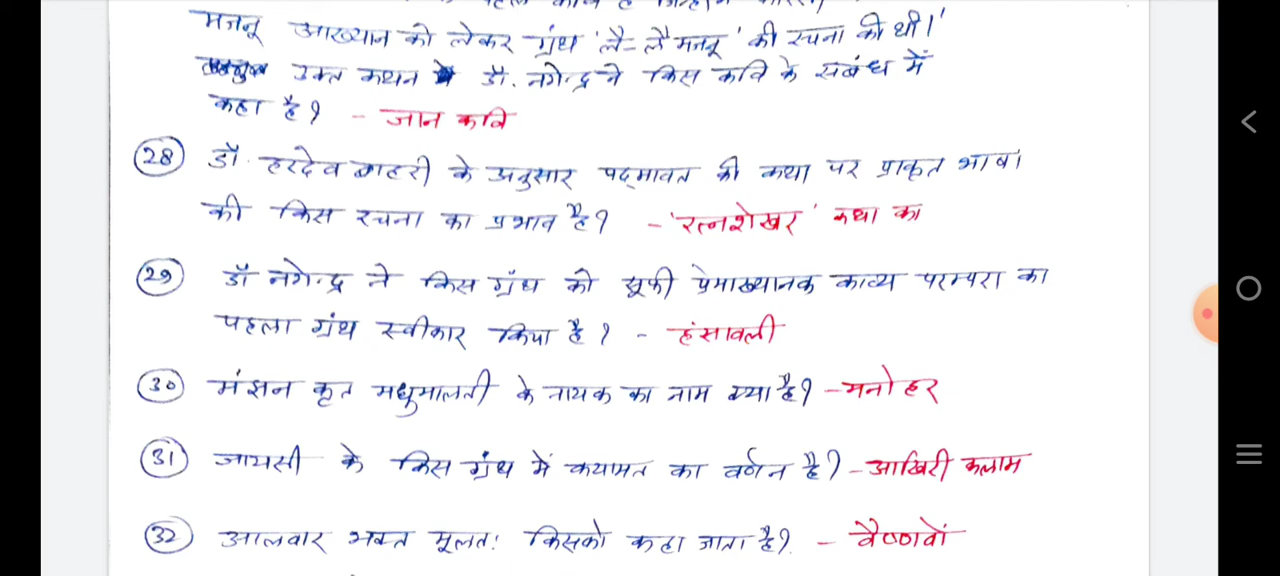 मजनू आख्यान को लेकर ग्रंथ 'लै=लै मजनू' की रचना की थी।'
उक्त कथन डॉ. नगेन्द्र ने किस कवि के सबंध में
कहा है? - जान कवि
(28) डॉ. हरदेव बाहरी के अनुसार पद्मावत की कथा पर प्राकृत भाषा
की किस रचना का प्रभाव है? - 'रत्नशेखर' कथा का
(29) डॉ नगेन्द्र ने किस ग्रंथ को सूफी प्रेमाख्यानक काव्य परम्परा का
पहला ग्रंथ स्वीकार किया है? - हंसावली
(30) मंझन कृत मधुमालती के नायक का नाम क्या है? - मनोहर
(31) जायसी के किस ग्रंथ में कयामत का वर्णन है? - आखिरी कलाम
(32) आलवार भक्त मूलत: किसको कहा जाता है? - वैष्णवों